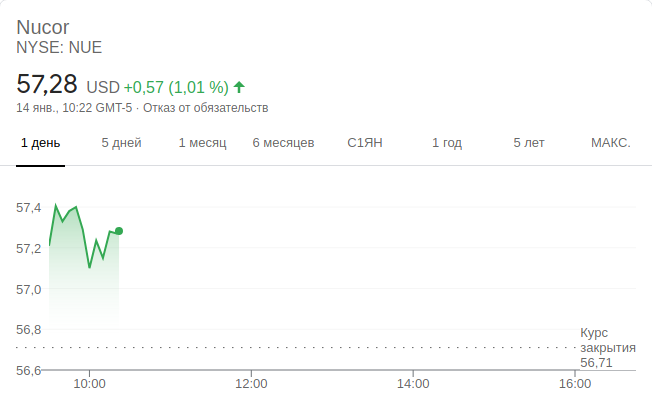 Nucor
NYSE: NUE
57,28 USD +0,57 (1,01 %)
14 янв., 10:22 GMT-5 · Отказ от обязательств
1 день 5 дней 1 месяц 6 месяцев С1ЯН 1 год 5 лет МАКС.
57,4
57,2
57,0
56,8
Курс
закрытия
56,71
56,6
10:00 12:00 14:00 16:00